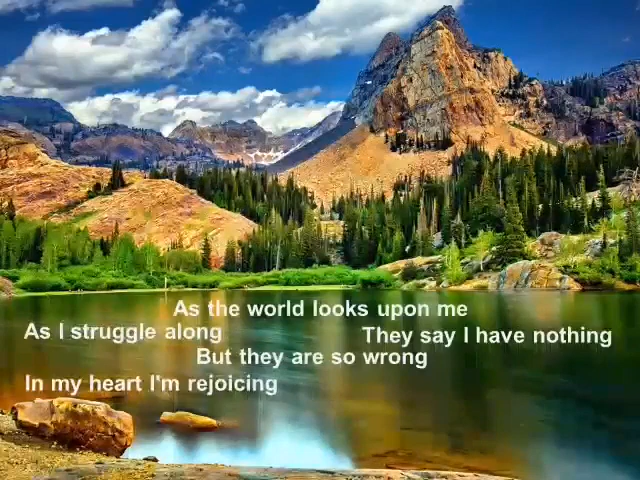 As the world looks upon me
As I struggle along
They say I have nothing
But they are so wrong
In my heart I'm rejoicing